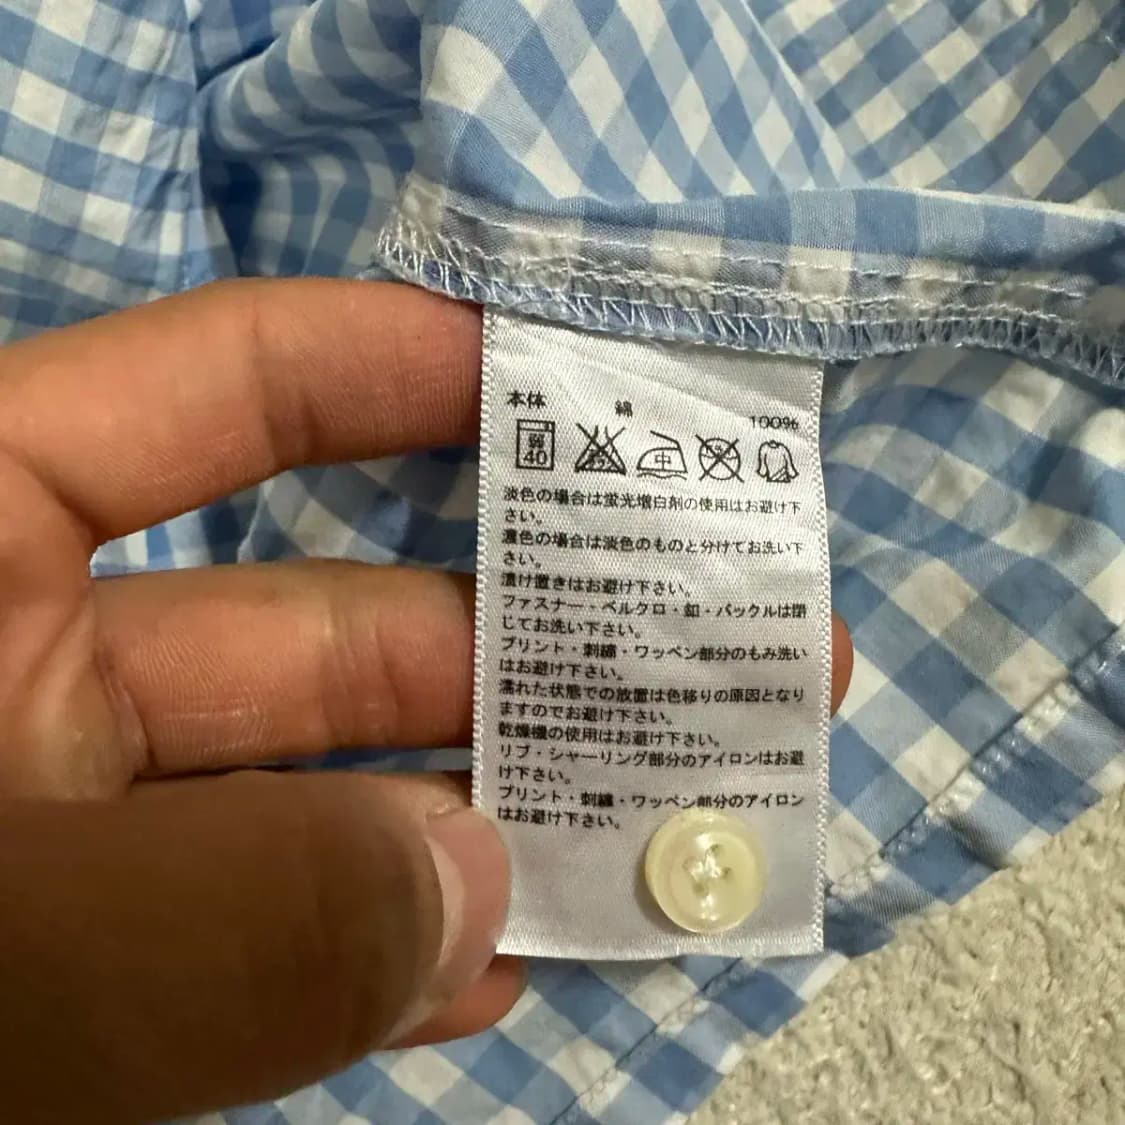 本体 綿 100%
弱
40
中
淡色の場合は蛍光増白剤の使用はお避け下
さい。
濃色の場合は淡色のものと分けてお洗い下
さい。
漬け置きはお避け下さい。
ファスナー・ベルクロ・釦・バックルは閉
じてお洗い下さい。
プリント・刺繍・ワッペン部分のもみ洗い
はお避け下さい。
濡れた状態での放置は色移りの原因となり
ますのでお避け下さい。
乾燥機の使用はお避け下さい。
リブ・シャーリング部分のアイロンはお避
け下さい。
プリント・刺繍・ワッペン部分のアイロン
はお避け下さい。